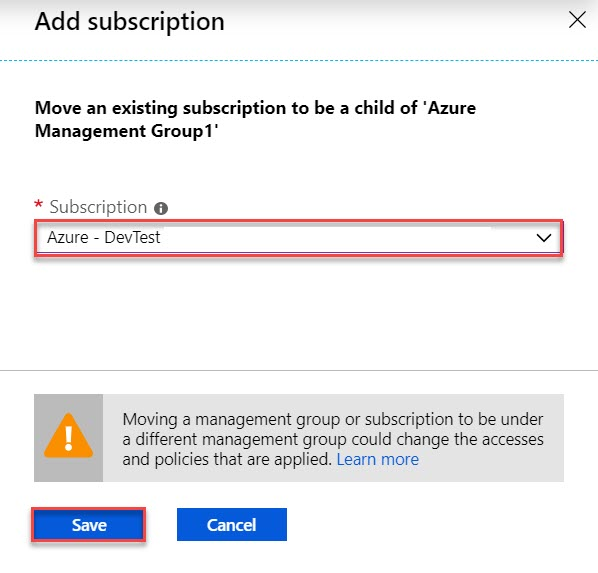 Add subscription
Move an existing subscription to be a child of 'Azure
Management Group1'
* Subscription
Azure - DevTest
Moving a management group or subscription to be under
a different management group could change the accesses
and policies that are applied. Learn more
Save
Cancel